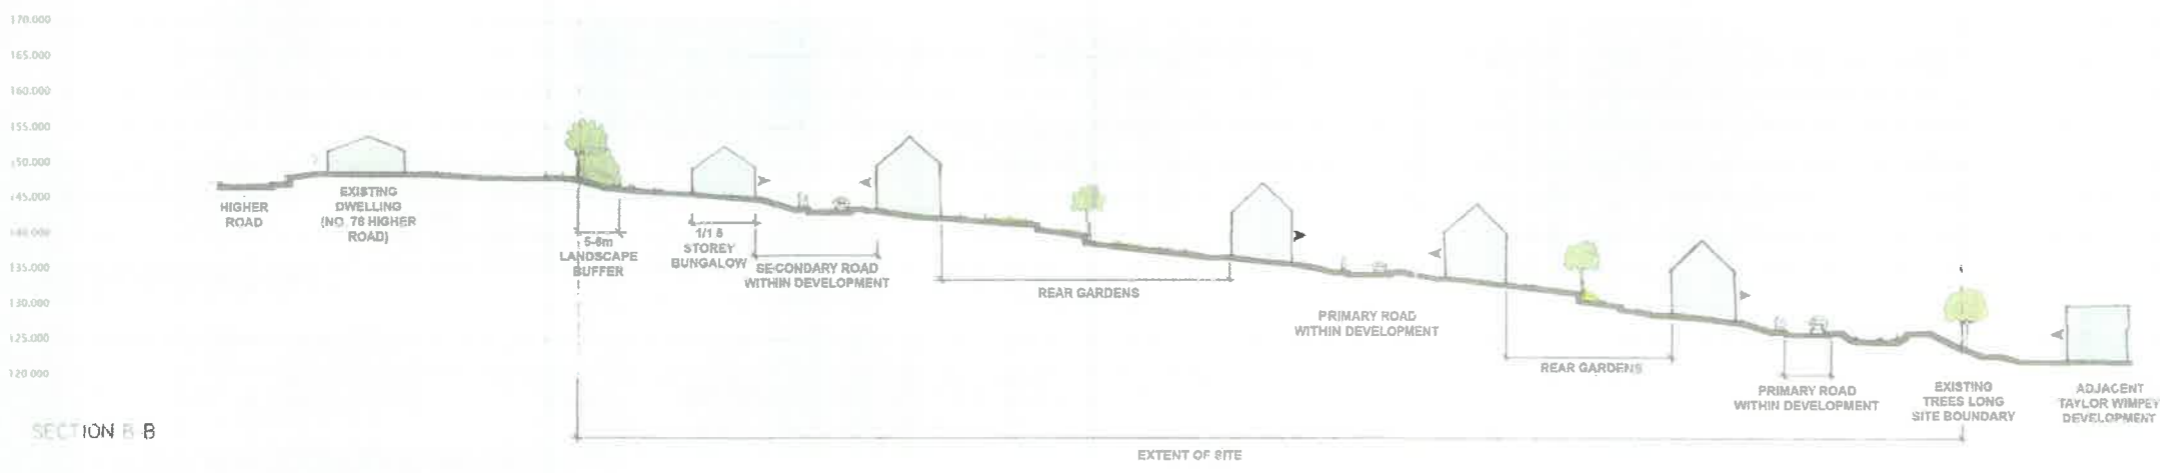 170.000
165.000
160.000
155.000
150.000
145.000
140.000
135.000
130.000
125.000
120.000
HIGHER
ROAD
EXISTING
DWELLING
(NO. 78 HIGHER
ROAD)
5-6m
LANDSCAPE
BUFFER
1/1.5
STOREY
BUNGALOW
SECONDARY ROAD
WITHIN DEVELOPMENT
REAR GARDENS
PRIMARY ROAD
WITHIN DEVELOPMENT
REAR GARDENS
PRIMARY ROAD
WITHIN DEVELOPMENT
EXISTING
TREES LONG
SITE BOUNDARY
ADJACENT
TAYLOR WIMPEY
DEVELOPMENT
SECTION B B
EXTENT OF SITE